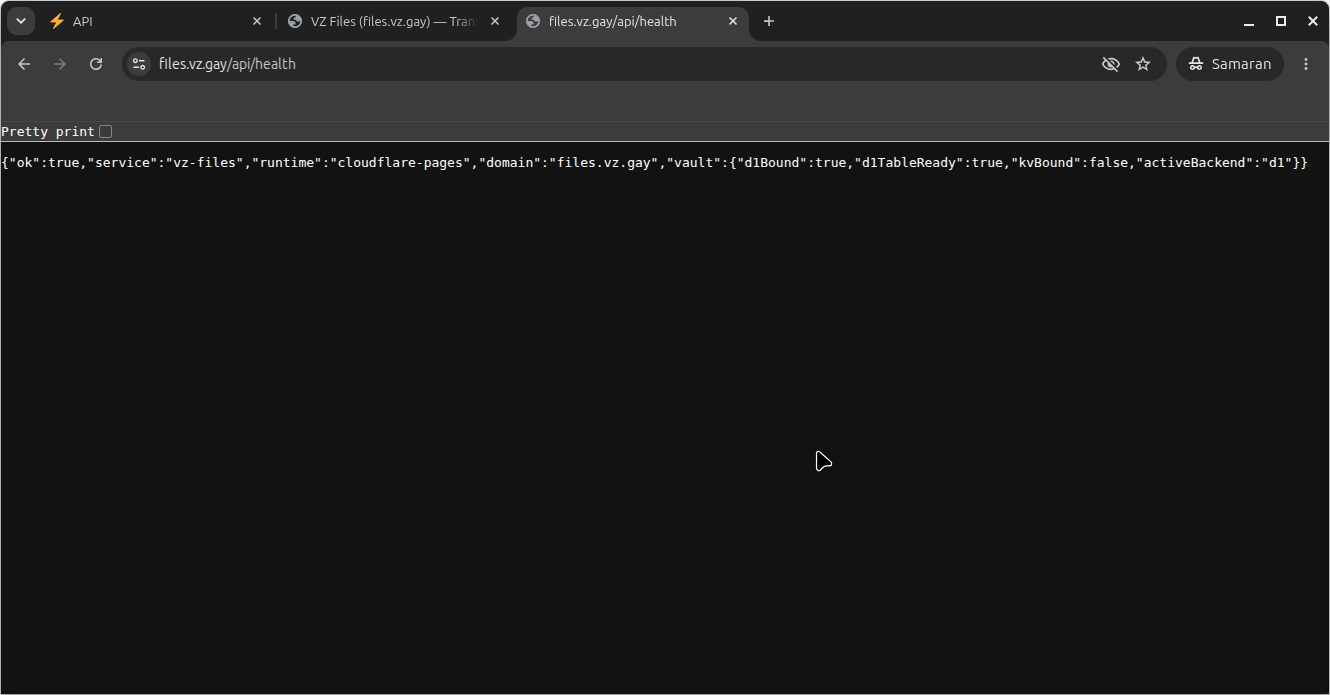 API
VZ Files (files.vz.gay) — Tran
files.vz.gay/api/health
files.vz.gay/api/health
Samaran
Pretty print
{"ok":true,"service":"vz-files","runtime":"cloudflare-pages","domain":"files.vz.gay","vault":{"d1Bound":true,"d1TableReady":true,"kvBound":false,"activeBackend":"d1"}}